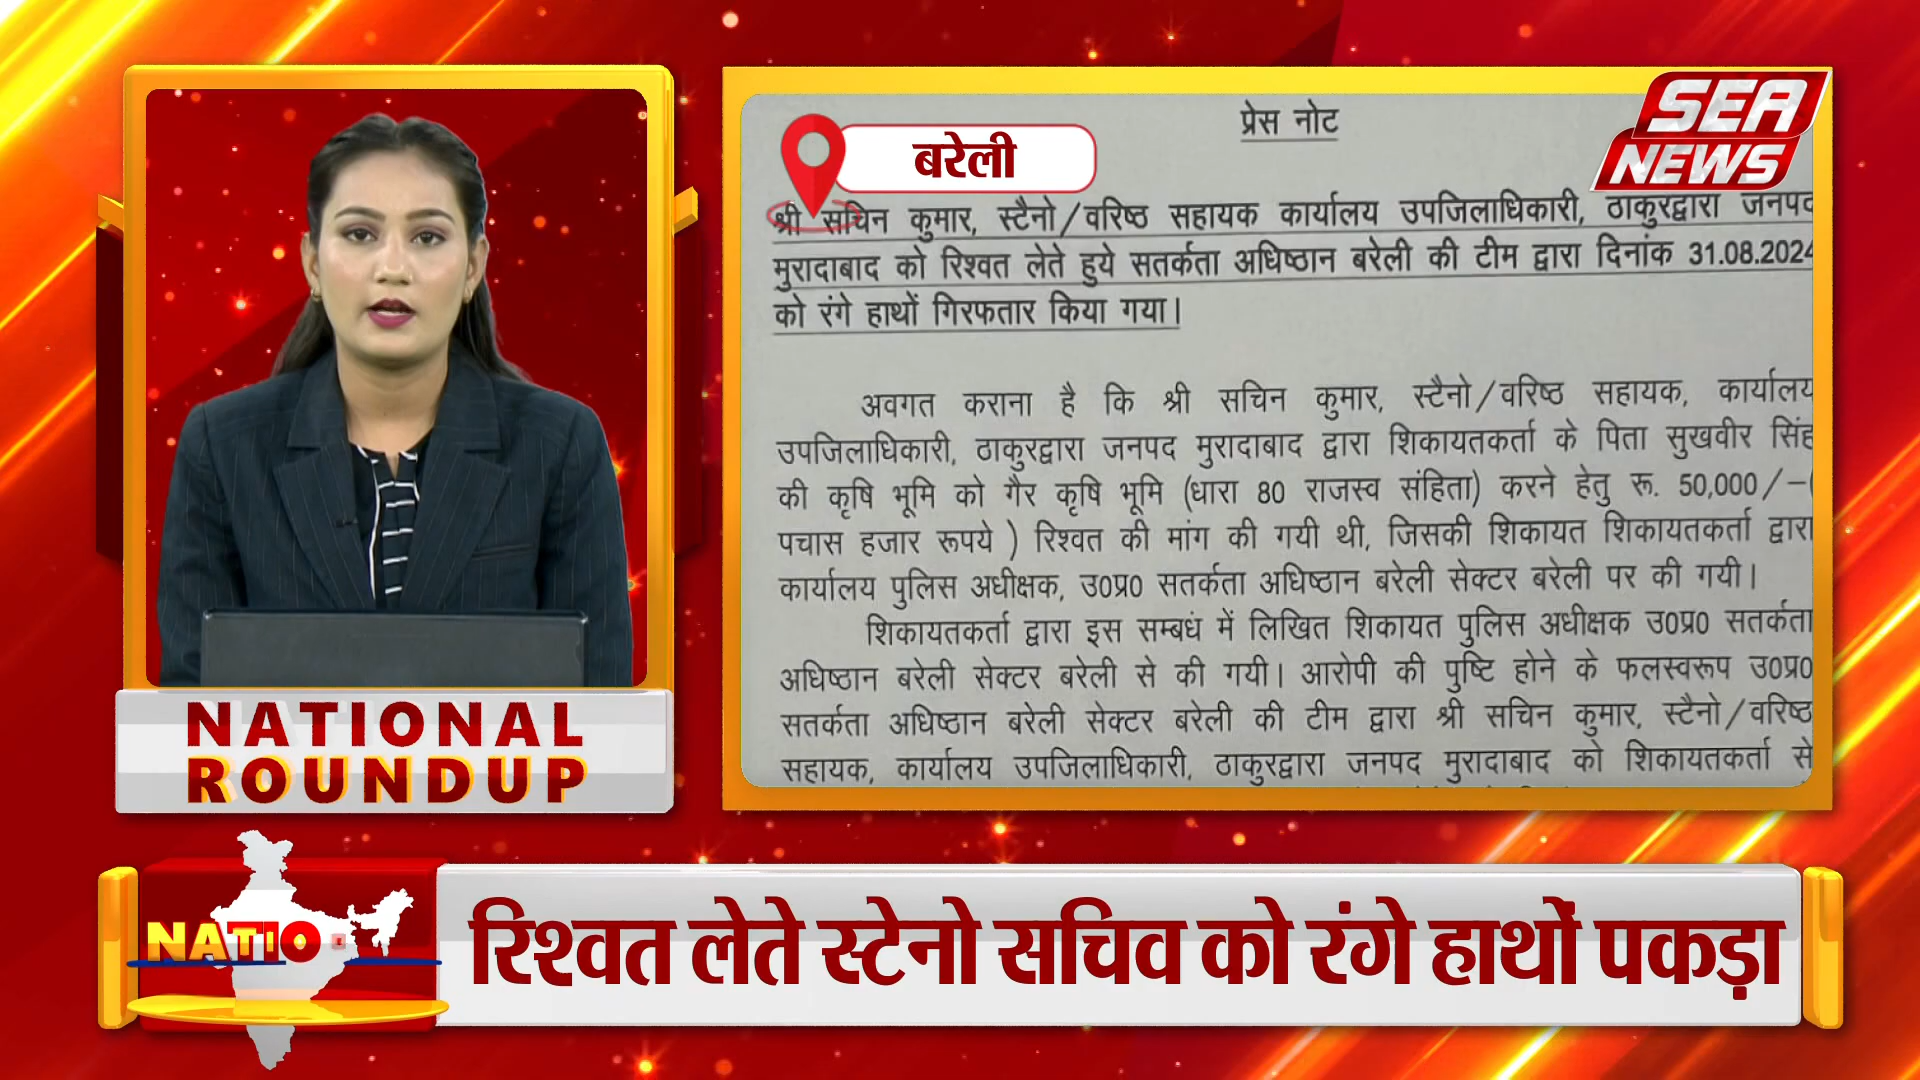 SEA
NEWS
बरेली
प्रेस नोट
श्री सचिन कुमार, स्टैनो/वरिष्ठ सहायक कार्यालय उपजिलाधिकारी, ठाकुरद्वारा जनपद
मुरादाबाद को रिश्वत लेते हुये सतर्कता अधिष्ठान बरेली की टीम द्वारा दिनांक 31.08.2024
को रंगे हाथों गिरफतार किया गया।
अवगत कराना है कि श्री सचिन कुमार, स्टैनो/वरिष्ठ सहायक, कार्यालय
उपजिलाधिकारी, ठाकुरद्वारा जनपद मुरादाबाद द्वारा शिकायतकर्ता के पिता सुखवीर सिंह
की कृषि भूमि को गैर कृषि भूमि (धारा 80 राजस्व संहिता) करने हेतु रू. 50,000/-(
पचास हजार रूपये ) रिश्वत की मांग की गयी थी, जिसकी शिकायत शिकायतकर्ता द्वारा
कार्यालय पुलिस अधीक्षक, उ0प्र0 सतर्कता अधिष्ठान बरेली सेक्टर बरेली पर की गयी।
शिकायतकर्ता द्वारा इस सम्बधं में लिखित शिकायत पुलिस अधीक्षक उ0प्र0 सतर्कता
अधिष्ठान बरेली सेक्टर बरेली से की गयी। आरोपी की पुष्टि होने के फलस्वरूप उ0प्र0
सतर्कता अधिष्ठान बरेली सेक्टर बरेली की टीम द्वारा श्री सचिन कुमार, स्टैनो/वरिष्ठ
सहायक, कार्यालय उपजिलाधिकारी, ठाकुरद्वारा जनपद मुरादाबाद को शिकायतकर्ता से
NATIONAL
ROUNDUP
NATIO
रिश्वत लेते स्टेनो सचिव को रंगे हाथों पकड़ा